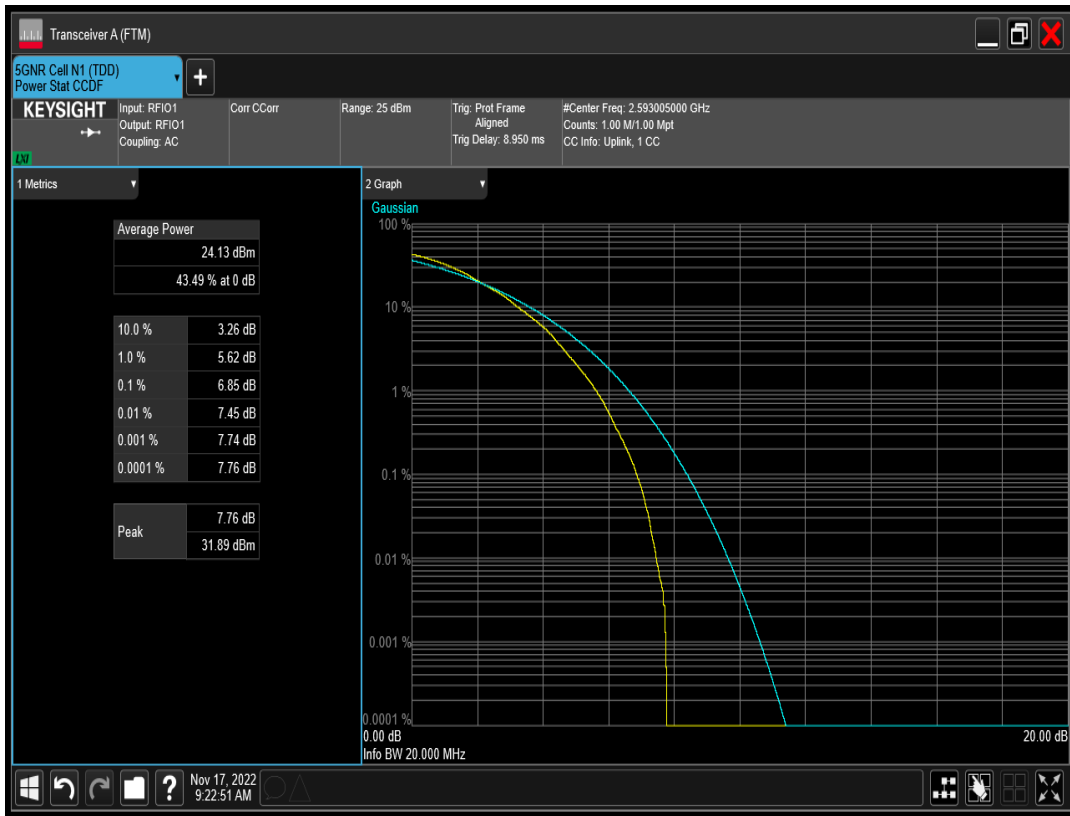 Transceiver A (FTM)
5GNR Cell N1 (TDD)
Power Stat CCDF
+
KEYSIGHT
LXI
Input: RFIO1
Output: RFIO1
Coupling: AC
Corr CCorr
Range: 25 dBm
Trig: Prot Frame
Aligned
Trig Delay: 8.950 ms
#Center Freq: 2.593005000 GHz
Counts: 1.00 M/1.00 Mpt
CC Info: Uplink, 1 CC
1 Metrics
Average Power
24.13 dBm
43.49 % at 0 dB
10.0 % 3.26 dB
1.0 % 5.62 dB
0.1 % 6.85 dB
0.01 % 7.45 dB
0.001 % 7.74 dB
0.0001 % 7.76 dB
Peak
7.76 dB
31.89 dBm
2 Graph
Gaussian
100 %
10 %
1 %
0.1 %
0.01 %
0.001 %
0.0001 %
0.00 dB 20.00 dB
Info BW 20.000 MHz
?
Nov 17, 2022
9:22:51 AM